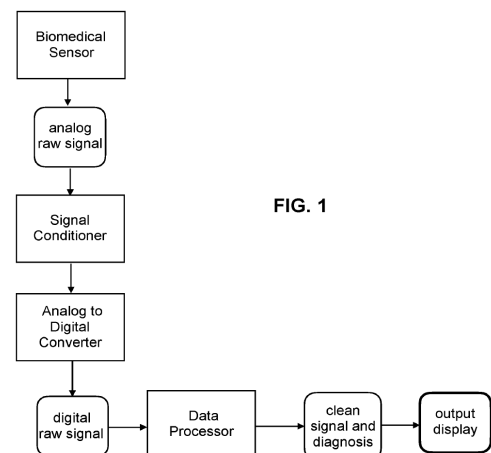 Biomedical
Sensor
analog
raw signal
Signal
Conditioner
FIG. 1
Analog to
Digital
Converter
digital
raw signal
Data
Processor
clean
signal and
diagnosis
output
display